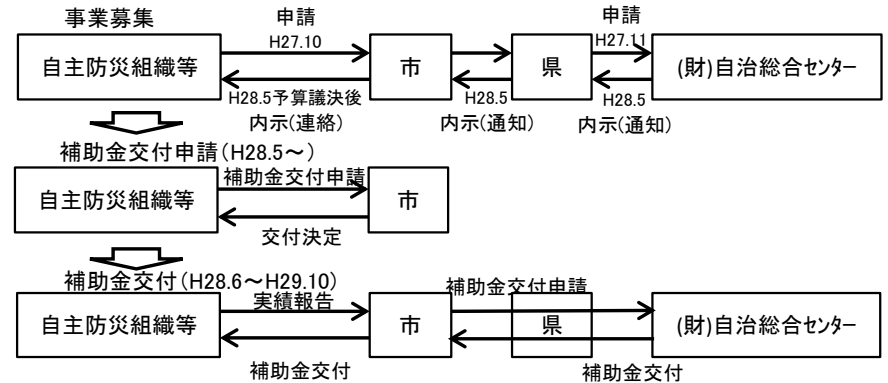 事業募集
申請
申請
H27.10
H27.11
自主防災組織等
市
県
(財)自治総合センター
H28.5予算議決後
H28.5
H28.5
内示(連絡)
内示(通知)
内示(通知)
補助金交付申請(H28.5～)
補助金交付申請
自主防災組織等
市
交付決定
補助金交付(H28.6～H29.10)
実績報告
補助金交付申請
自主防災組織等
市
県
(財)自治総合センター
補助金交付
補助金交付